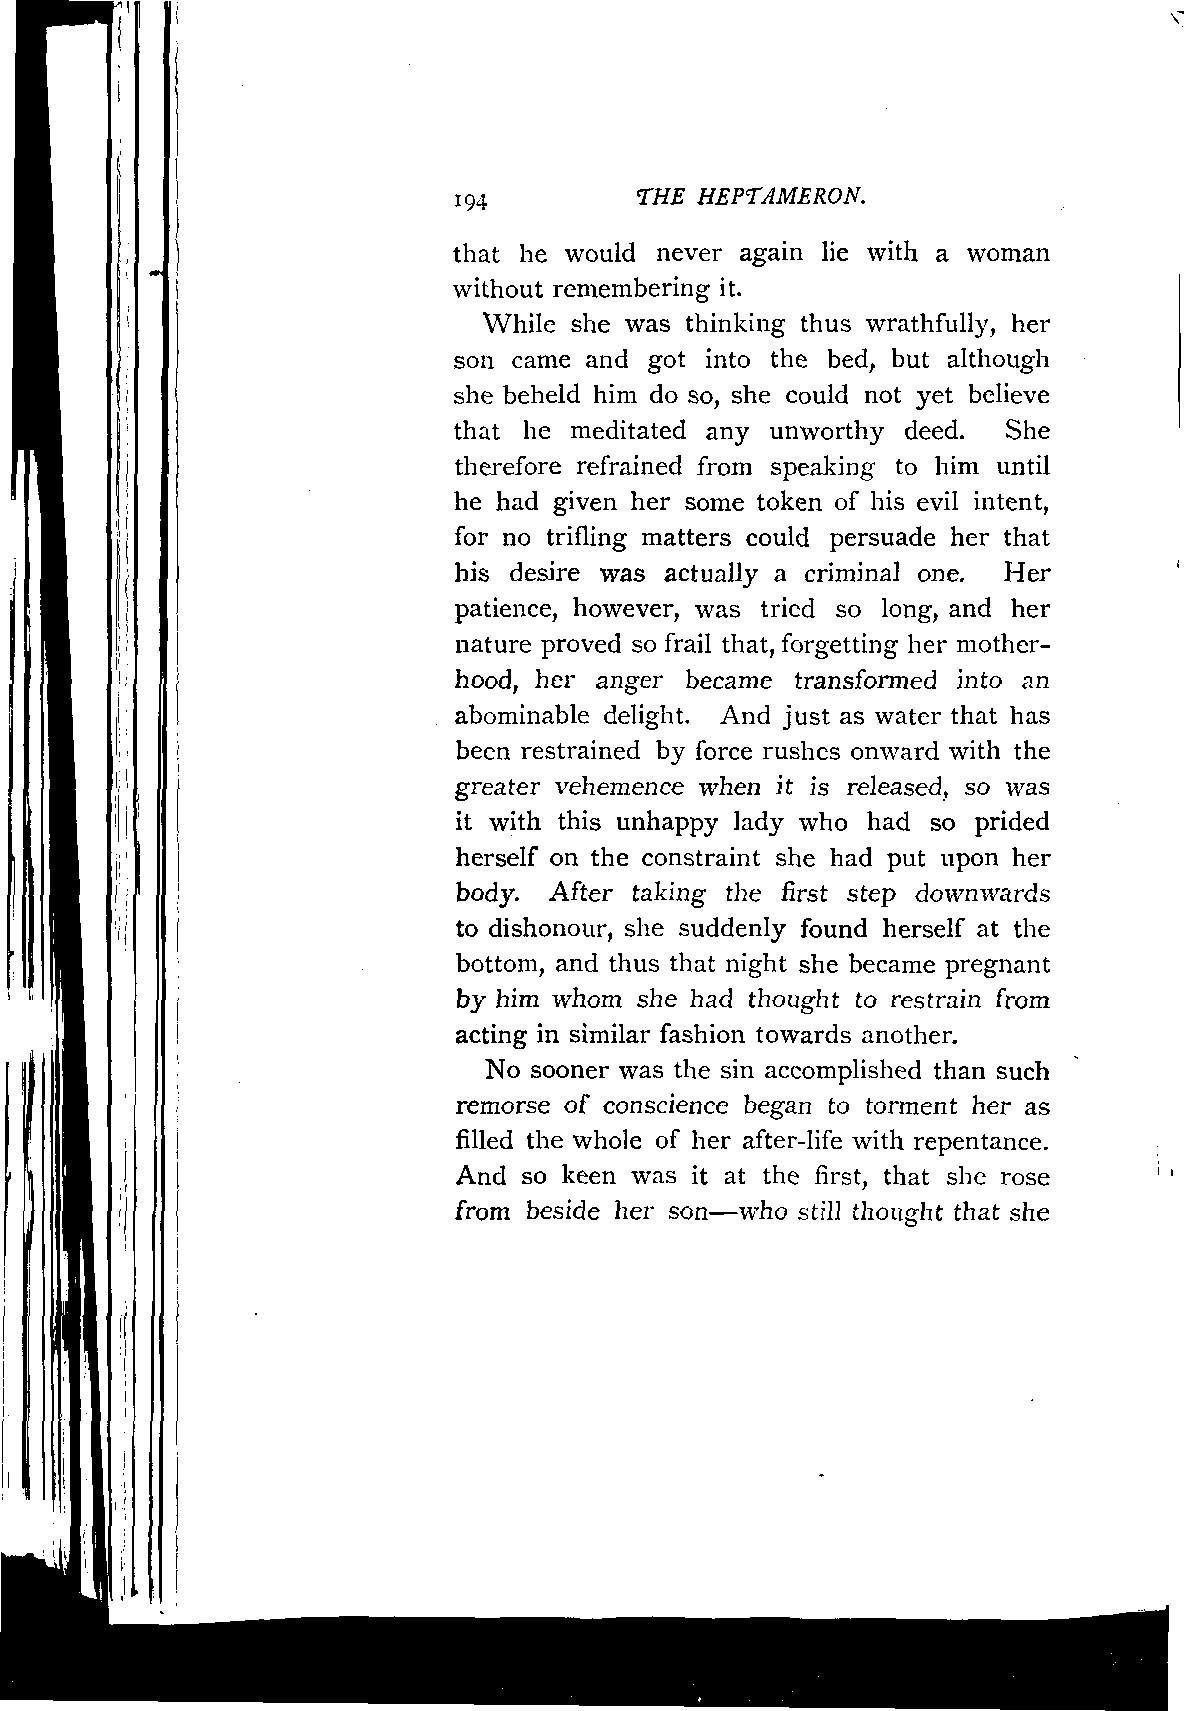 194 THE HEPTAMERON.
that he would never again lie with a woman
without remembering it.
While she was thinking thus wrathfully, her
son came and got into the bed, but although
she beheld him do so, she could not yet believe
that he meditated any unworthy deed. She
therefore refrained from speaking to him until
he had given her some token of his evil intent,
for no trifling matters could persuade her that
his desire was actually a criminal one. Her
patience, however, was tried so long, and her
nature proved so frail that, forgetting her mother-
hood, her anger became transformed into an
abominable delight. And just as water that has
been restrained by force rushes onward with the
greater vehemence when it is released, so was
it with this unhappy lady who had so prided
herself on the constraint she had put upon her
body. After taking the first step downwards
to dishonour, she suddenly found herself at the
bottom, and thus that night she became pregnant
by him whom she had thought to restrain from
acting in similar fashion towards another.
No sooner was the sin accomplished than such
remorse of conscience began to torment her as
filled the whole of her after-life with repentance.
And so keen was it at the first, that she rose
from beside her son—who still thought that she